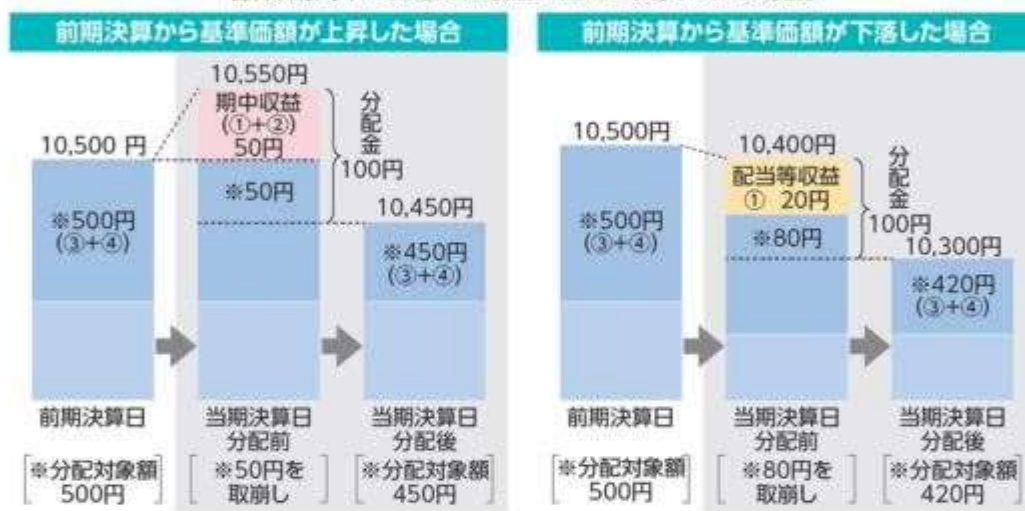 前期決算から基準価額が上昇した場合
10,550円
期中収益
(①+②)
50円
分配金
100円
10,500 円
※500円
(③+④)
※50円
10,450円
※450円
(③+④)
前期決算日
当期決算日
分配前
当期決算日
分配後
※分配対象額
500円
※50円を
取崩し
※分配対象額
450円
前期決算から基準価額が下落した場合
10,500円
10,400円
配当等収益
① 20円
分配金
100円
※500円
(③+④)
※80円
10,300円
※420円
(③+④)
前期決算日
当期決算日
分配前
当期決算日
分配後
※分配対象額
500円
※80円を
取崩し
※分配対象額
420円